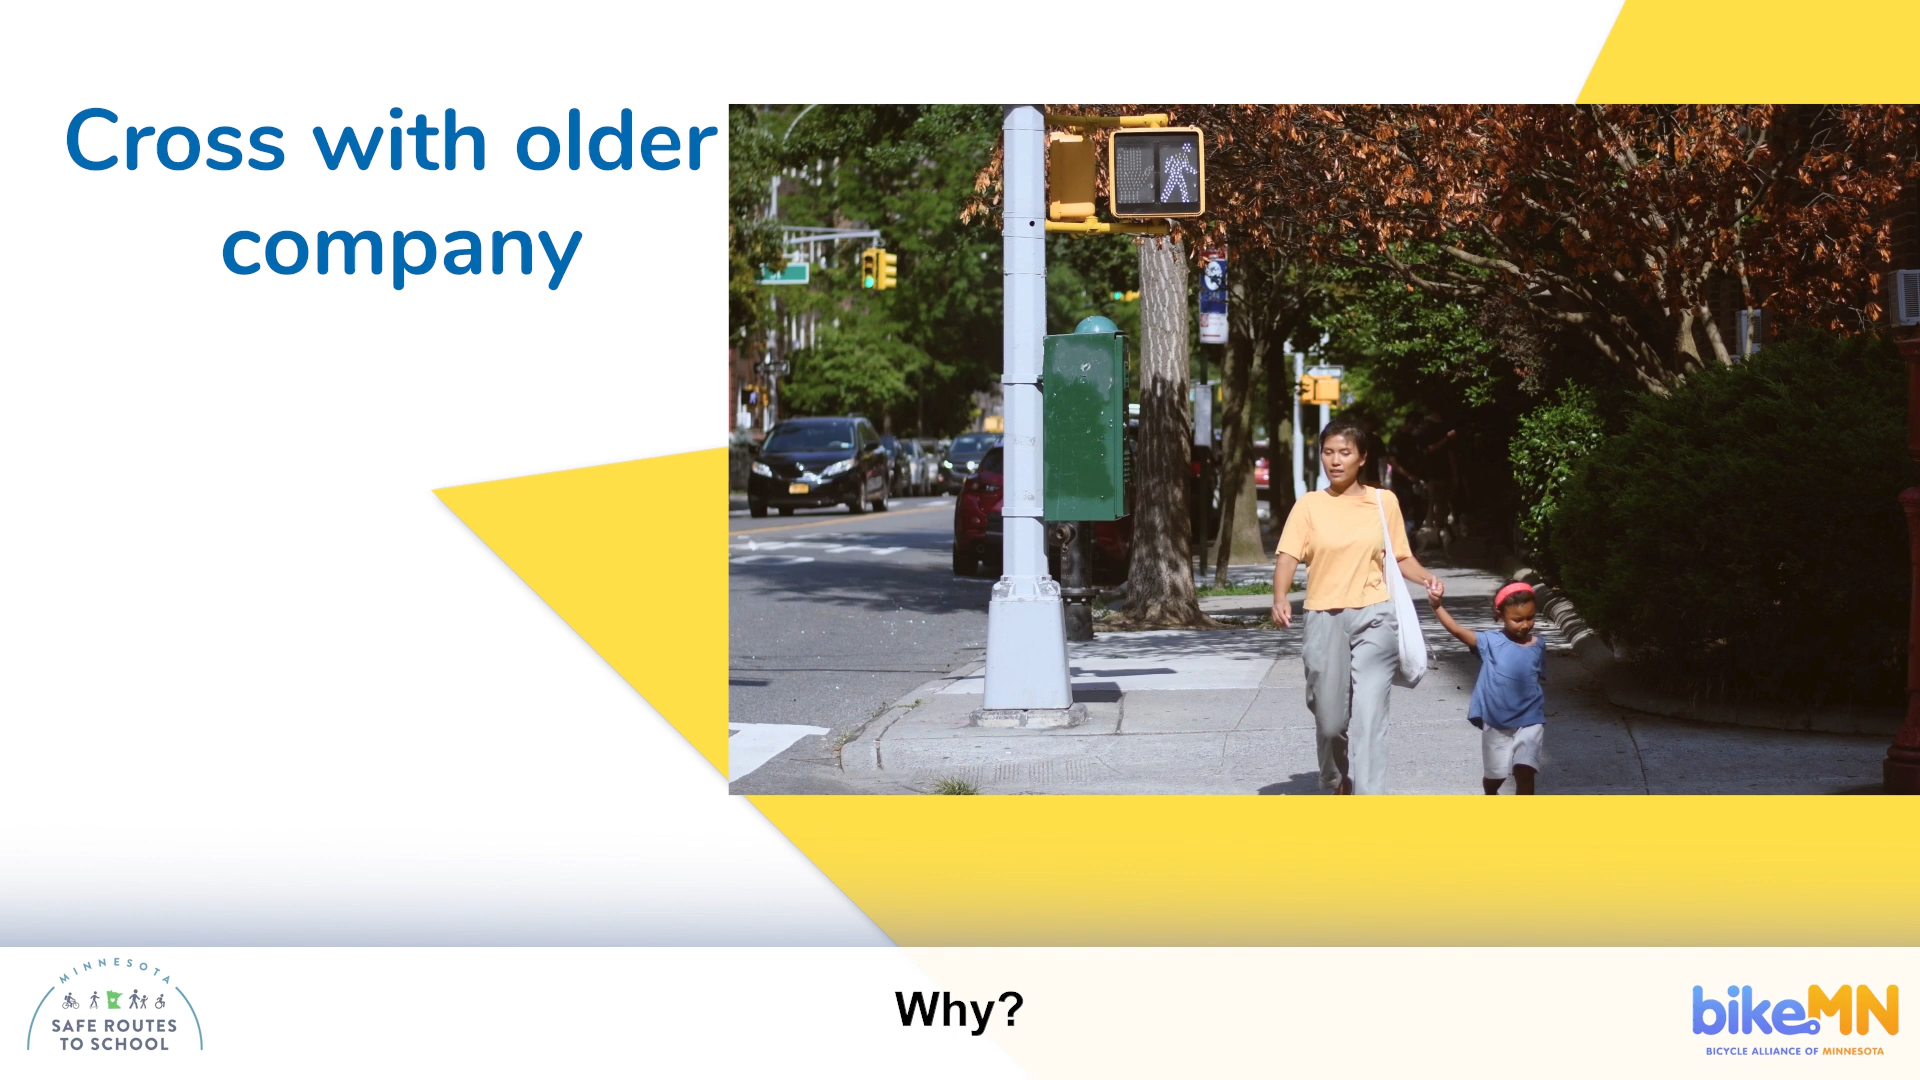 Cross with older
company
MINNESOTA
SAFE ROUTES
TO SCHOOL
Why?
bikeMN
BICYCLE ALLIANCE OF MINNESOTA